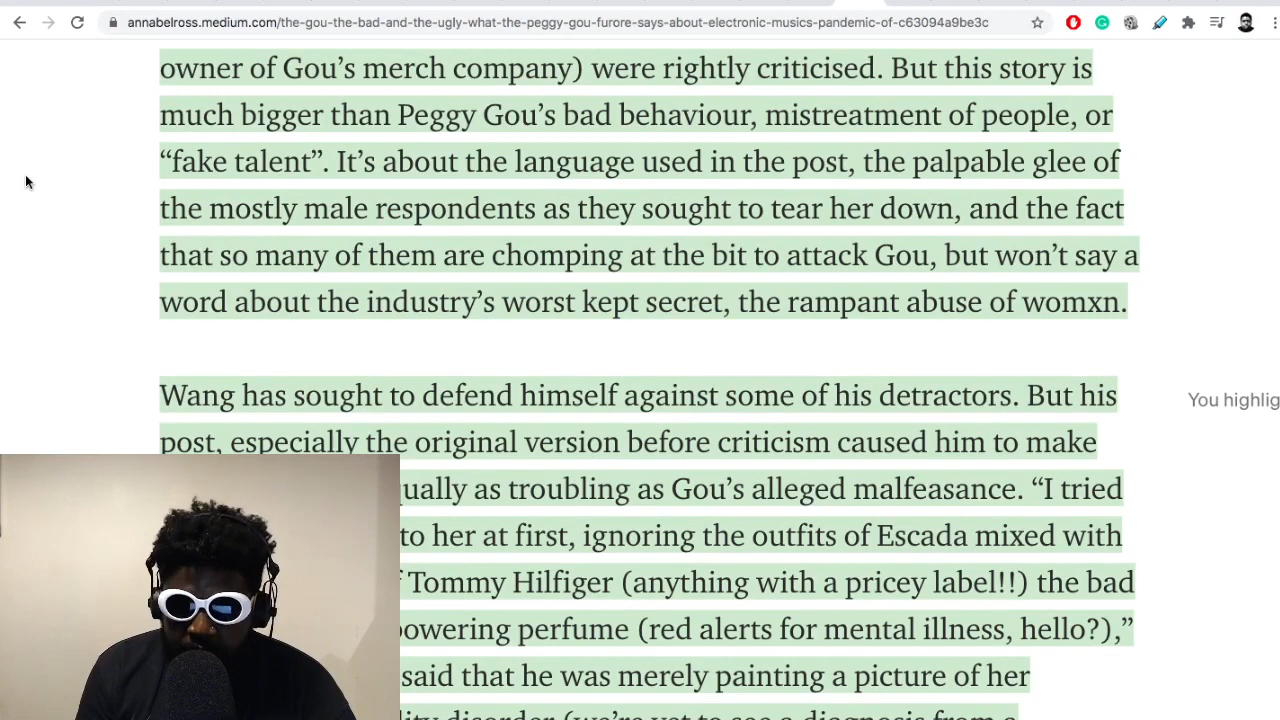 annabelross.medium.com/the-gou-the-bad-and-the-ugly-what-the-peggy-gou-furore-says-about-electronic-musics-pandemic-of-c63094a9be3c
owner of Gou’s merch company) were rightly criticised. But this story is
much bigger than Peggy Gou’s bad behaviour, mistreatment of people, or
“fake talent”. It’s about the language used in the post, the palpable glee of
the mostly male respondents as they sought to tear her down, and the fact
that so many of them are chomping at the bit to attack Gou, but won’t say a
word about the industry’s worst kept secret, the rampant abuse of womxn.
Wang has sought to defend himself against some of his detractors. But his
You highlig
post, especially the original version before criticism caused him to make
ually as troubling as Gou’s alleged malfeasance. “I tried
to her at first, ignoring the outfits of Escada mixed with
Tommy Hilfiger (anything with a pricey label!!) the bad
powering perfume (red alerts for mental illness, hello?),”
said that he was merely painting a picture of her
lity disorder (we’re yet to see a diagnosis from a